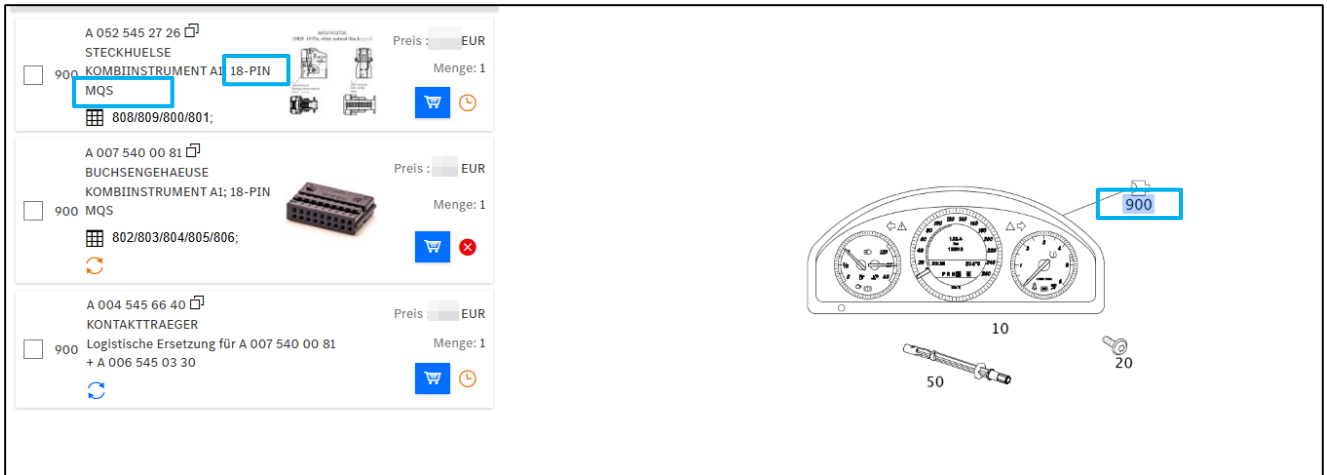 A 052 545 27 26
STECKHUELSE
900 KOMBIINSTRUMENT A1; 18-PIN
MQS
808/809/800/801;
Preis : EUR
Menge: 1
A 007 540 00 81
BUCHSENGEHAEUSE
KOMBIINSTRUMENT A1; 18-PIN
900 MQS
802/803/804/805/806;
Preis : EUR
Menge: 1
A 004 545 66 40
KONTAKTTRAEGER
900 Logistische Ersetzung für A 007 540 00 81
+ A 006 545 03 30
Preis : EUR
Menge: 1
900
10
20
50